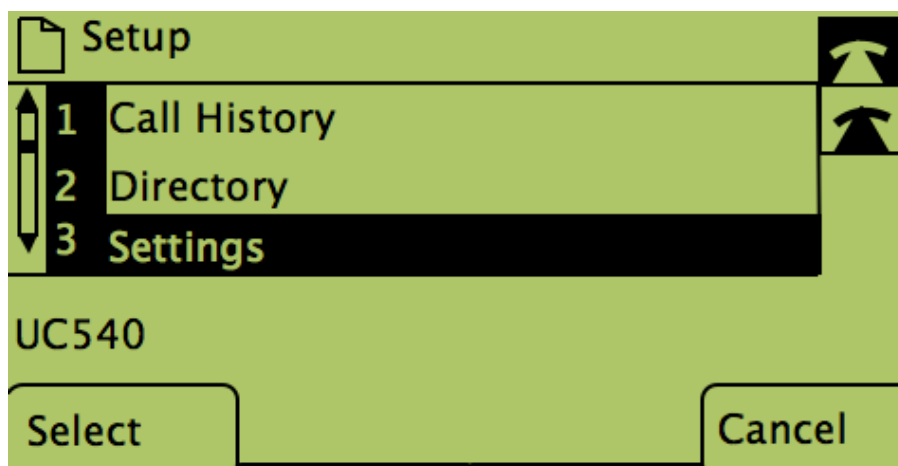 Setup
1 Call History
2 Directory
3 Settings
UC540
Select Cancel